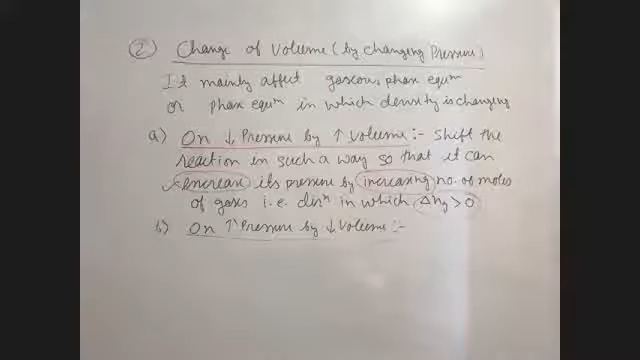 ② Change of Volume (by changing Pressure)
It mainly affect gaseous phase equm
or phase equm in which density is changing
a) On ↓ Pressure by ↑ Volume :- Shift the
reaction in such a way so that it can
increase its pressure by increasing no. of moles
of gases i.e. dirn in which Δng > 0
b) On ↑ Pressure by ↓ Volume :-